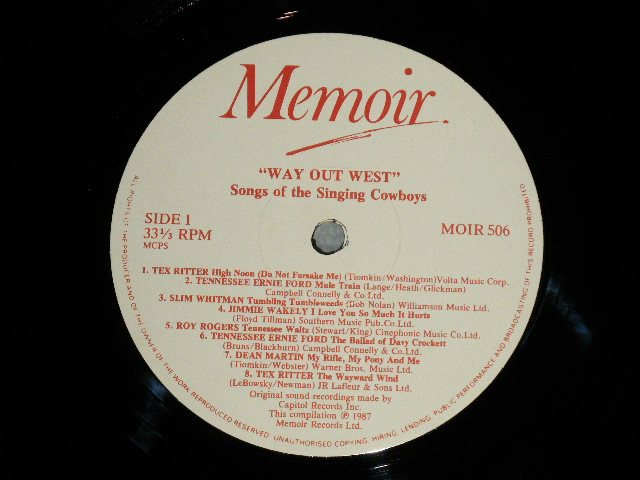 Memoir.
"WAY OUT WEST"
Songs of the Singing Cowboys
SIDE 1
33⅓ RPM
MCPS
MOIR 506
1. TEX RITTER High Noon (Do Not Forsake Me) (Tiomkin/Washington)Volta Music Corp.
2. TENNESSEE ERNIE FORD Mule Train (Lange/Heath/Glickman)
Campbell Connelly & Co.Ltd.
3. SLIM WHITMAN Tumbling Tumbleweeds (Bob Nolan) Williamson Music Ltd.
4. JIMMIE WAKELY I Love You So Much It Hurts
(Floyd Tillman) Southern Music Pub.Co.Ltd.
5. ROY ROGERS Tennessee Waltz (Stewart/King) Cinephonic Music Co.Ltd.
6. TENNESSEE ERNIE FORD The Ballad of Davy Crockett
(Bruns/Blackburn) Campbell Connelly & Co.Ltd.
7. DEAN MARTIN My Rifle, My Pony And Me
(Tiomkin/Webster) Warner Bros. Music Ltd.
8. TEX RITTER The Wayward Wind
(LeBowsky/Newman) JR Lafleur & Sons Ltd.
Original sound recordings made by
Capitol Records Inc.
This compilation ℗ 1987
Memoir Records Ltd.
ALL RIGHTS OF THE PRODUCER AND OF THE OWNER OF THE WORK REPRODUCED RESERVED. UNAUTHORISED COPYING, HIRING, LENDING, PUBLIC PERFORMANCE AND BROADCASTING OF THIS RECORD PROHIBITED